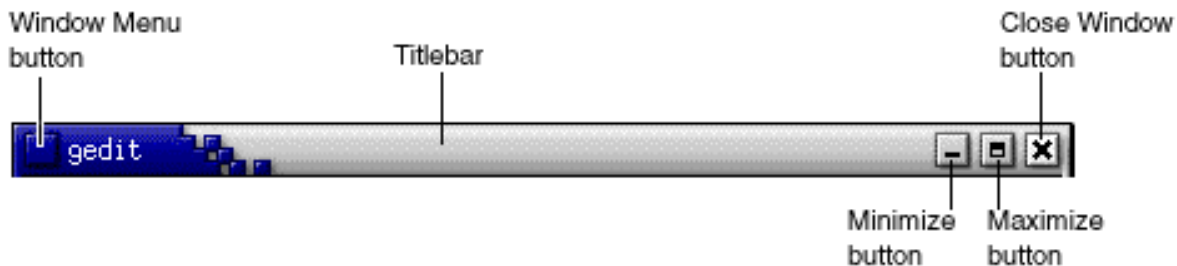 Window Menu
button
Titlebar
Close Window
button
gedit
Minimize
button
Maximize
button